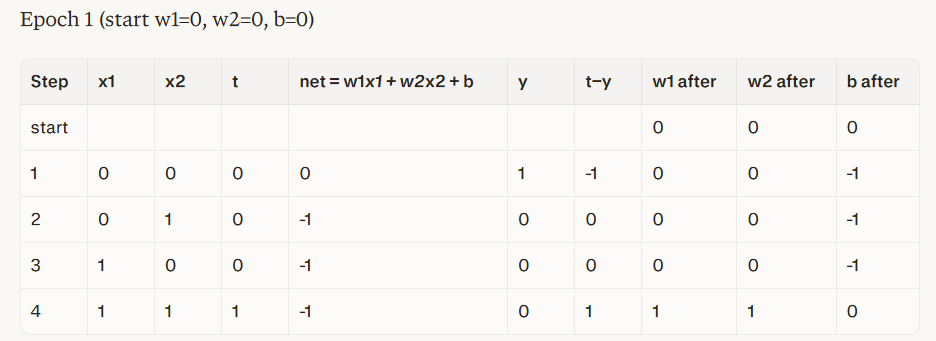 Epoch 1 (start w1=0, w2=0, b=0)
Step x1 x2 t net = w1x1 + w2x2 + b y t−y w1 after w2 after b after
start 0 0 0
1 0 0 0 0 1 -1 0 0 -1
2 0 1 0 -1 0 0 0 0 -1
3 1 0 0 -1 0 0 0 0 -1
4 1 1 1 -1 0 1 1 1 0